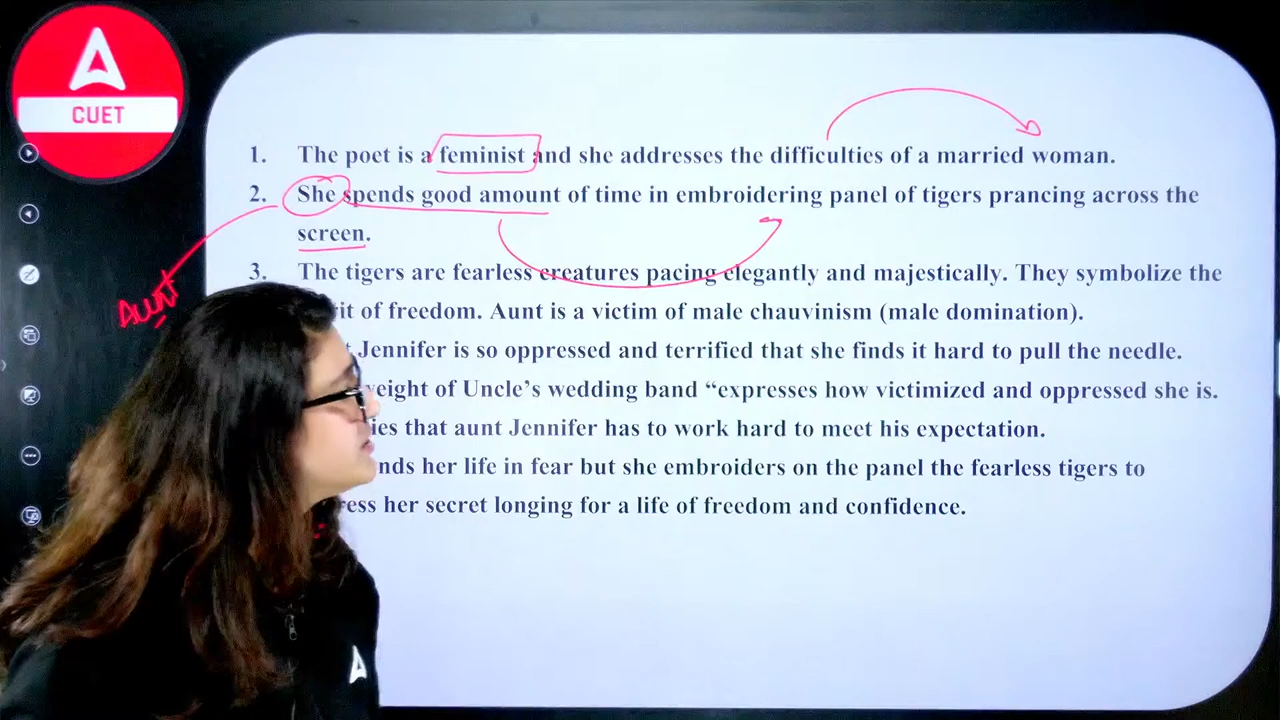 CUET
1. The poet is a feminist and she addresses the difficulties of a married woman.
2. She spends good amount of time in embroidering panel of tigers prancing across the
screen.
3. The tigers are fearless creatures pacing elegantly and majestically. They symbolize the
rit of freedom. Aunt is a victim of male chauvinism (male domination).
Aunt
t Jennifer is so oppressed and terrified that she finds it hard to pull the needle.
weight of Uncle’s wedding band “expresses how victimized and oppressed she is.
ies that aunt Jennifer has to work hard to meet his expectation.
nds her life in fear but she embroiders on the panel the fearless tigers to
ress her secret longing for a life of freedom and confidence.